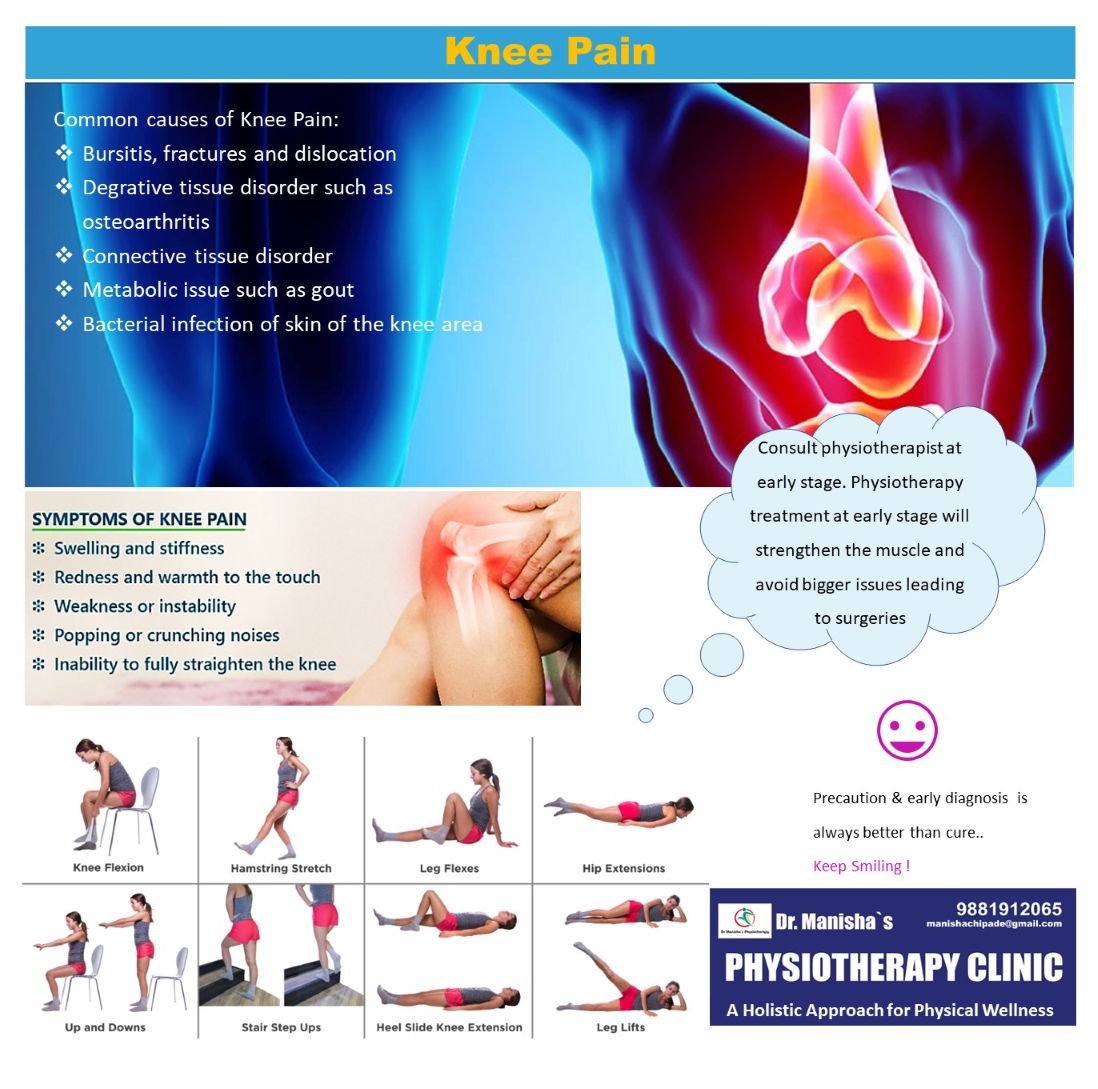 Knee Pain
Common causes of Knee Pain:
❖ Bursitis, fractures and dislocation
❖ Degrative tissue disorder such as
osteoarthritis
❖ Connective tissue disorder
❖ Metabolic issue such as gout
❖ Bacterial infection of skin of the knee area
Consult physiotherapist at
early stage. Physiotherapy
treatment at early stage will
strengthen the muscle and
avoid bigger issues leading
to surgeries
SYMPTOMS OF KNEE PAIN
❇ Swelling and stiffness
❇ Redness and warmth to the touch
❇ Weakness or instability
❇ Popping or crunching noises
❇ Inability to fully straighten the knee
Precaution & early diagnosis is
always better than cure..
Keep Smiling !
Knee Flexion
Hamstring Stretch
Leg Flexes
Hip Extensions
Up and Downs
Stair Step Ups
Heel Slide Knee Extension
Leg Lifts
Dr Manisha's Physiotherapy
Dr. Manisha`s
9881912065
manishachipade@gmail.com
PHYSIOTHERAPY CLINIC
A Holistic Approach for Physical Wellness